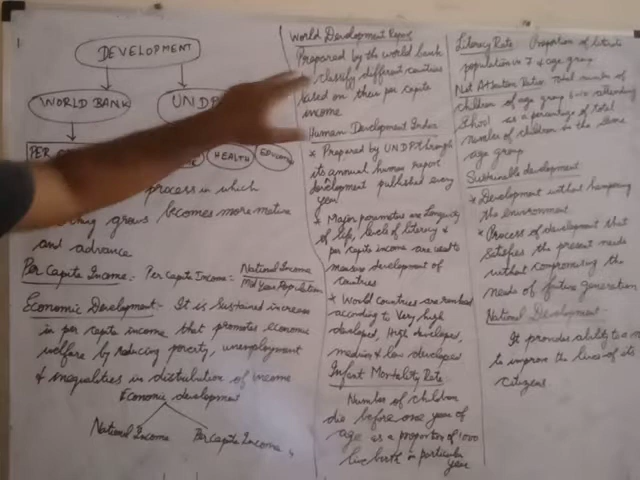 DEVELOPMENT
WORLD BANK
UNDP
PER
HEALTH
process in which
grows becomes more mature
and advance
Per Capita Income :- Per Capita Income = National Income
Mid Year Population
Economic Development:- It is sustained increase
in per capita income that promotes economic
welfare by reducing poverty, unemployment
& inequalities in distribution of income
Economic development
National Income Per Capita Income
World Development Report
Prepared by the world bank
classify different countries
based on their per capita
income
Human Development Index
* Prepared by UNDP through
its annual human report
development published every
year
* Major parameters are Longivity
of life, levels of literacy &
per capita income are used to
measure development of
countries
* World Countries are ranked
according to Very high
developed, High developed,
medium & low developed
Infant Mortality Rate
Number of children
die before one year of
age as a proportion of 1000
live birth in particular
year
Literacy Rate Proportion of literate
population in 7 & age group
Net Attention Ratio: Total number of
children of age group attending
School as a percentage of total
number of children in the same
age group
Sustainable development
* Development without hampering
the environment
* Process of development that
satisfies the present needs
without compromising the
needs of future generation
National Development -
It provides ability to a
to improve the lives of its
citizens